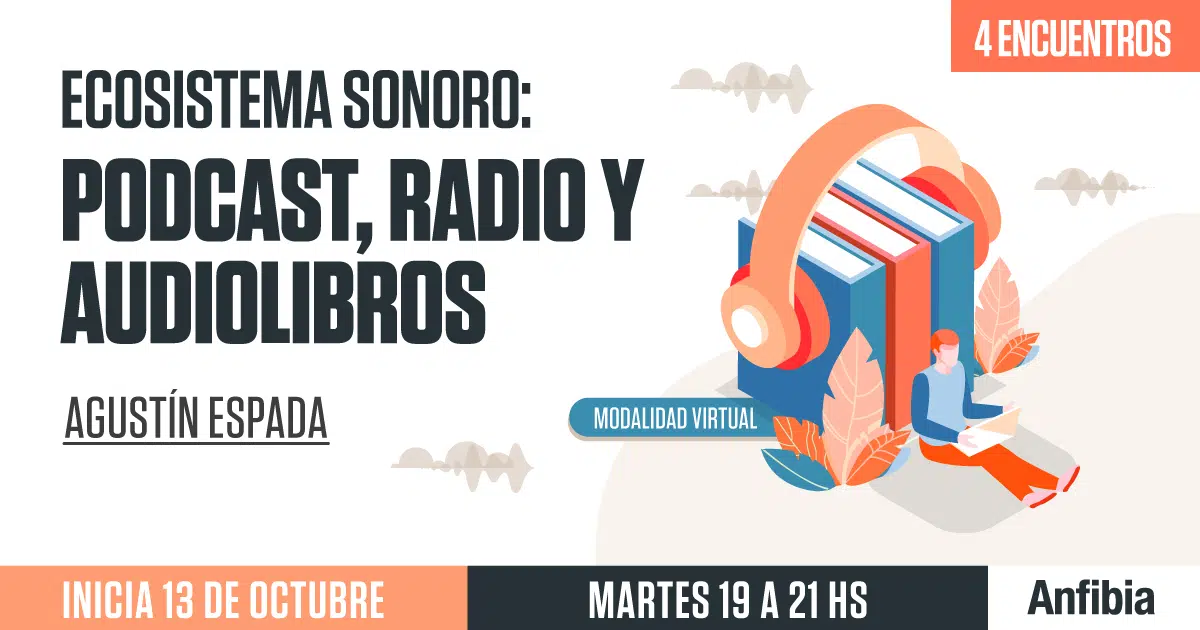 4 ENCUENTROS
ECOSISTEMA SONORO:
PODCAST, RADIO Y
AUDIOLIBROS
AGUSTÍN ESPADA
MODALIDAD VIRTUAL
INICIA 13 DE OCTUBRE
MARTES 19 A 21 HS
Anfibia